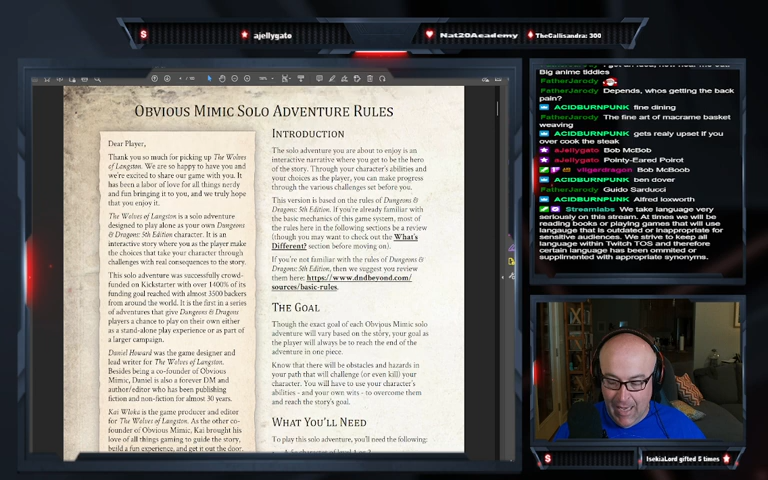 ajellygato
Nat20Academy
TheCallisandra: 300
OBVIOUS MIMIC SOLO ADVENTURE RULES
Dear Player,
Thank you so much for picking up The Wolves
of Langston. We are so happy to have you and
we're excited to share our game with you. It
has been a labor of love for all things nerdy
and fun bringing it to you, and we truly hope
that you enjoy it.
The Wolves of Langston is a solo adventure
designed to play alone as your own Dungeons
& Dragons: 5th Edition character. It is an
interactive story where you as the player make
the choices that take your character through
challenges with real consequences to the story.
This solo adventure was successfully crowd-
funded on Kickstarter with over 1400% of its
funding goal reached with almost 3500 backers
from around the world. It is the first in a series
of adventures that give Dungeons & Dragons
players a chance to play on their own either
as a stand-alone play experience or as part of
a larger campaign.
Daniel Howard was the game designer and
lead writer for The Wolves of Langston.
Besides being a co-founder of Obvious
Mimic, Daniel is also a forever DM and
author/editor who has been publishing
fiction and non-fiction for almost 30 years.
Kai Wloka is the game producer and editor
for The Wolves of Langston. As the other co-
founder of Obvious Mimic, Kai brought his
love of all things gaming to guide the story,
build a fun experience, and get it out the door.
INTRODUCTION
The solo adventure you are about to enjoy is an
interactive narrative where you get to be the hero
of the story. Through your character's abilities and
your choices as the player, you can make progress
through the various challenges set before you.
This version is based on the rules of Dungeons &
Dragons: 5th Edition. If you're already familiar with
the basic mechanics of this game system, most of
the rules here in the following sections be a review
(though you may want to check out the What's
Different? section before moving on).
If you're not familiar with the rules of Dungeons &
Dragons: 5th Edition, then we suggest you review
them here: https://www.dndbeyond.com/
sources/basic-rules.
THE GOAL
Though the exact goal of each Obvious Mimic solo
adventure will vary based on the story, your goal as
the player will always be to reach the end of the
adventure in one piece.
Know that there will be obstacles and hazards in
your path that will challenge (or even kill) your
character. You will have to use your character's
abilities - and your own wits - to overcome them
and reach the story's goal.
WHAT YOU'LL NEED
To play this solo adventure, you'll need the following:
Big anime tiddies
FatherJarody
FatherJarody Depends, whos getting the back
pain?
ACIDBURNPUNK fine dining
FatherJarody The fine art of macrame basket
weaving
ACIDBURNPUNK gets realy upset if you
over cook the steak
aJellygato Bob McBob
aJellygato Pointy-Eared Poirot
vilgerdragon Bob McBob
ACIDBURNPUNK ben dover
FatherJarody Guido Sarducci
ACIDBURNPUNK Alfred loxworth
Streamlabs We take language very
seriously on this stream. At times we will be
reading books or playing games that will use
langauge that is outdated or inappropriate for
sensitive audiences. We strive to keep all
language within Twitch TOS and therefore
certain language has been ommited or
supplimented with appropriate synonyms.
IsekiaLord gifted 5 times